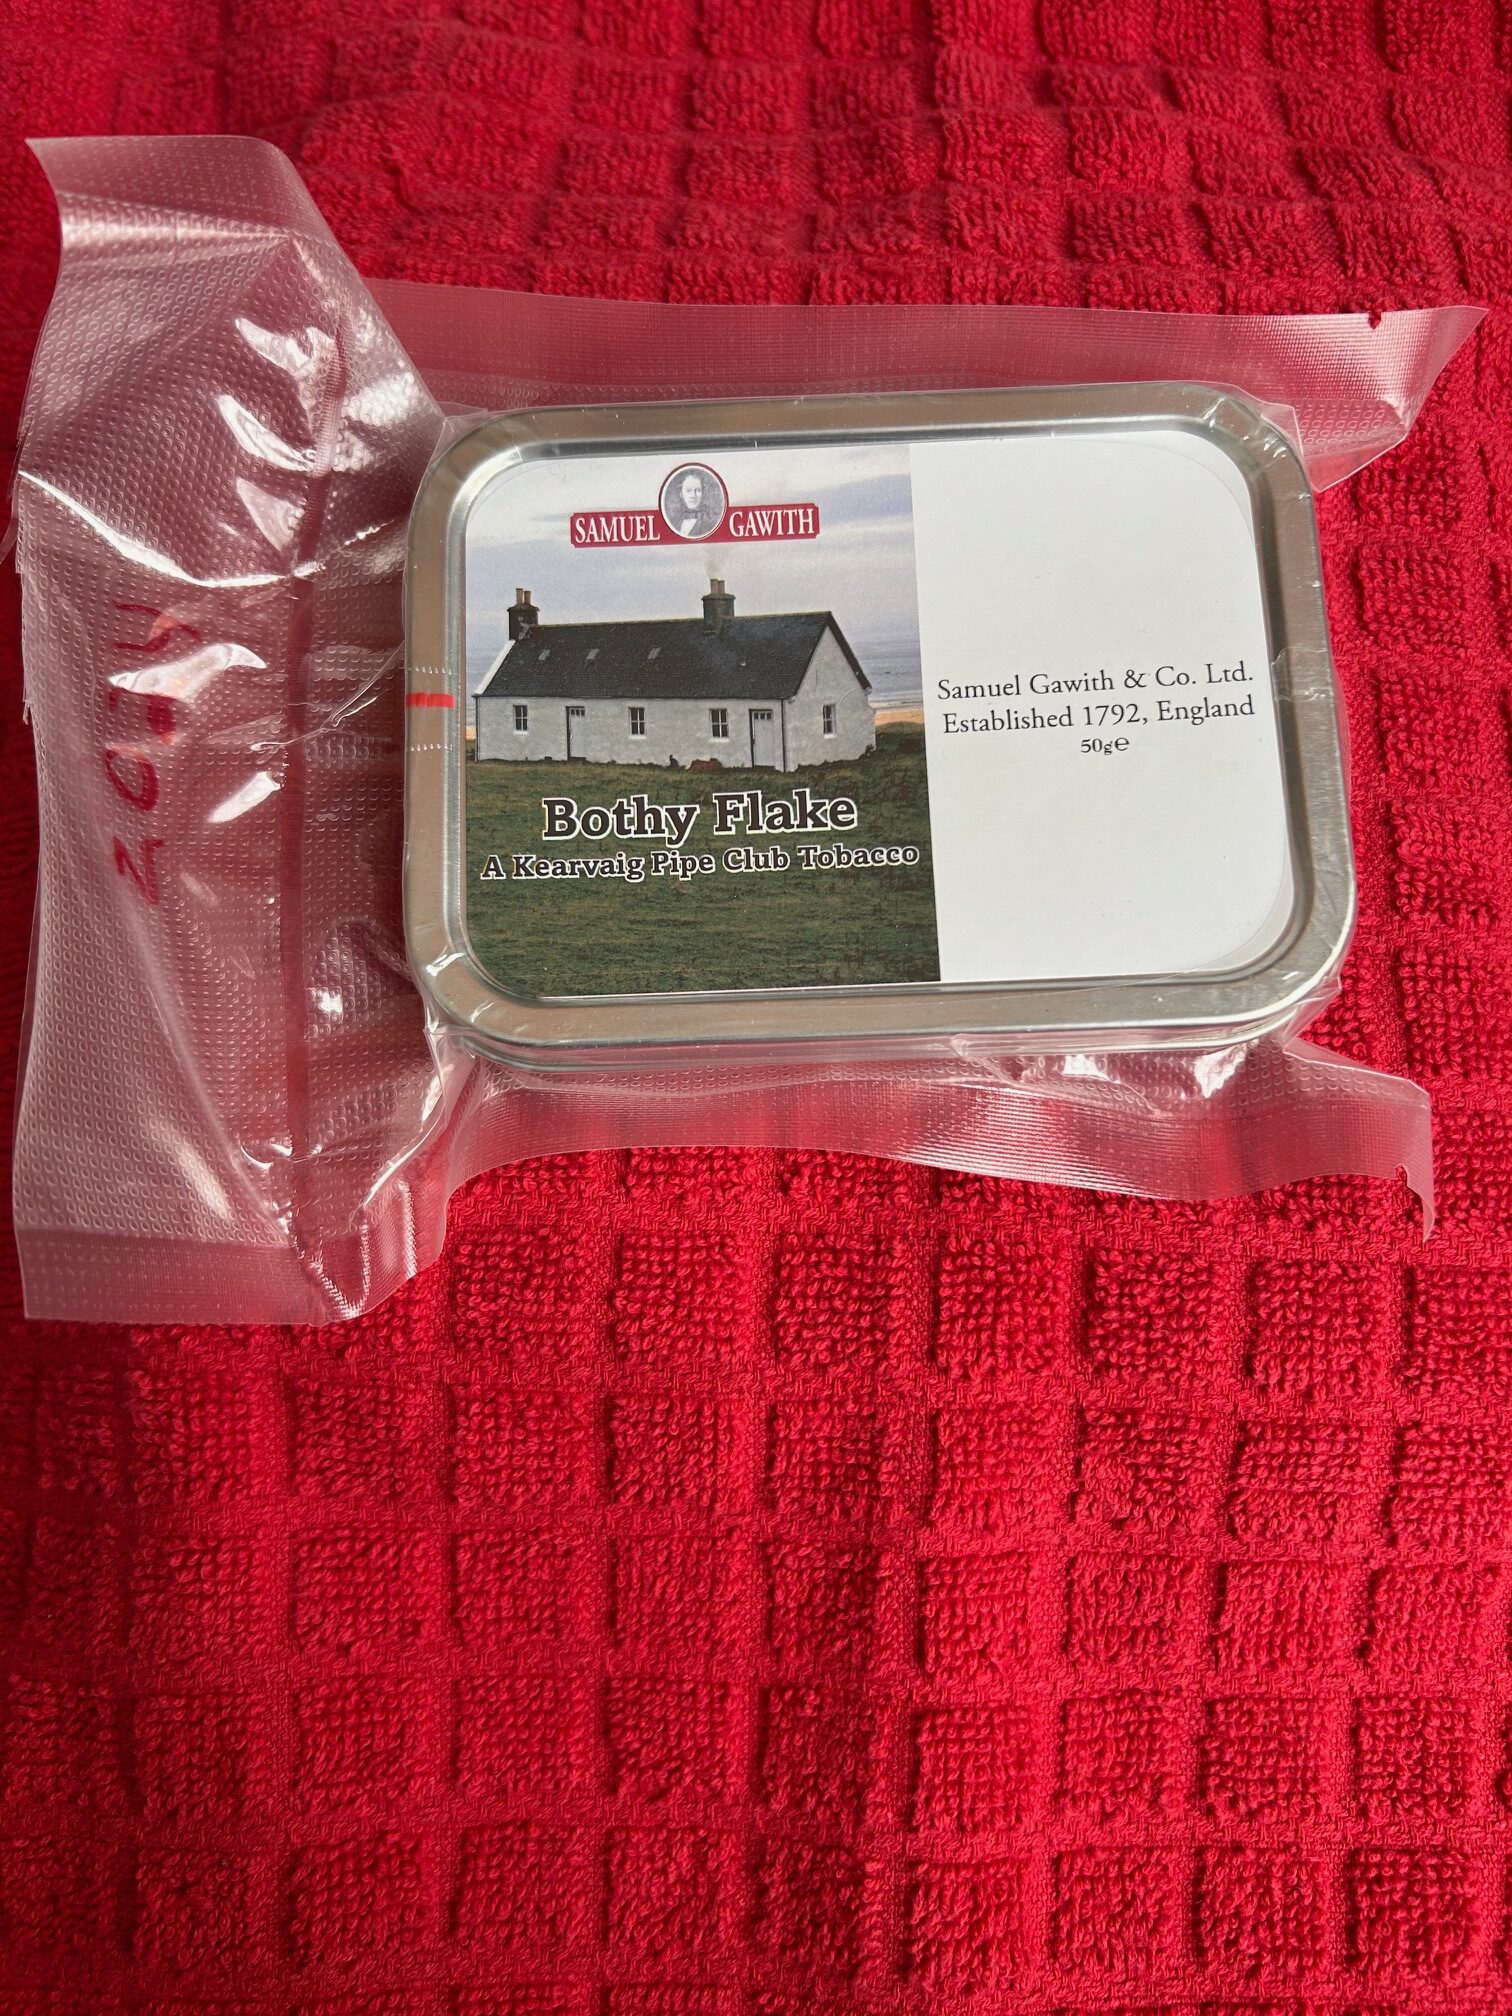 SAMUEL GAWITH
Bothy Flake
A Kearvaig Pipe Club Tobacco
Samuel Gawith & Co. Ltd.
Established 1792, England
50g℮